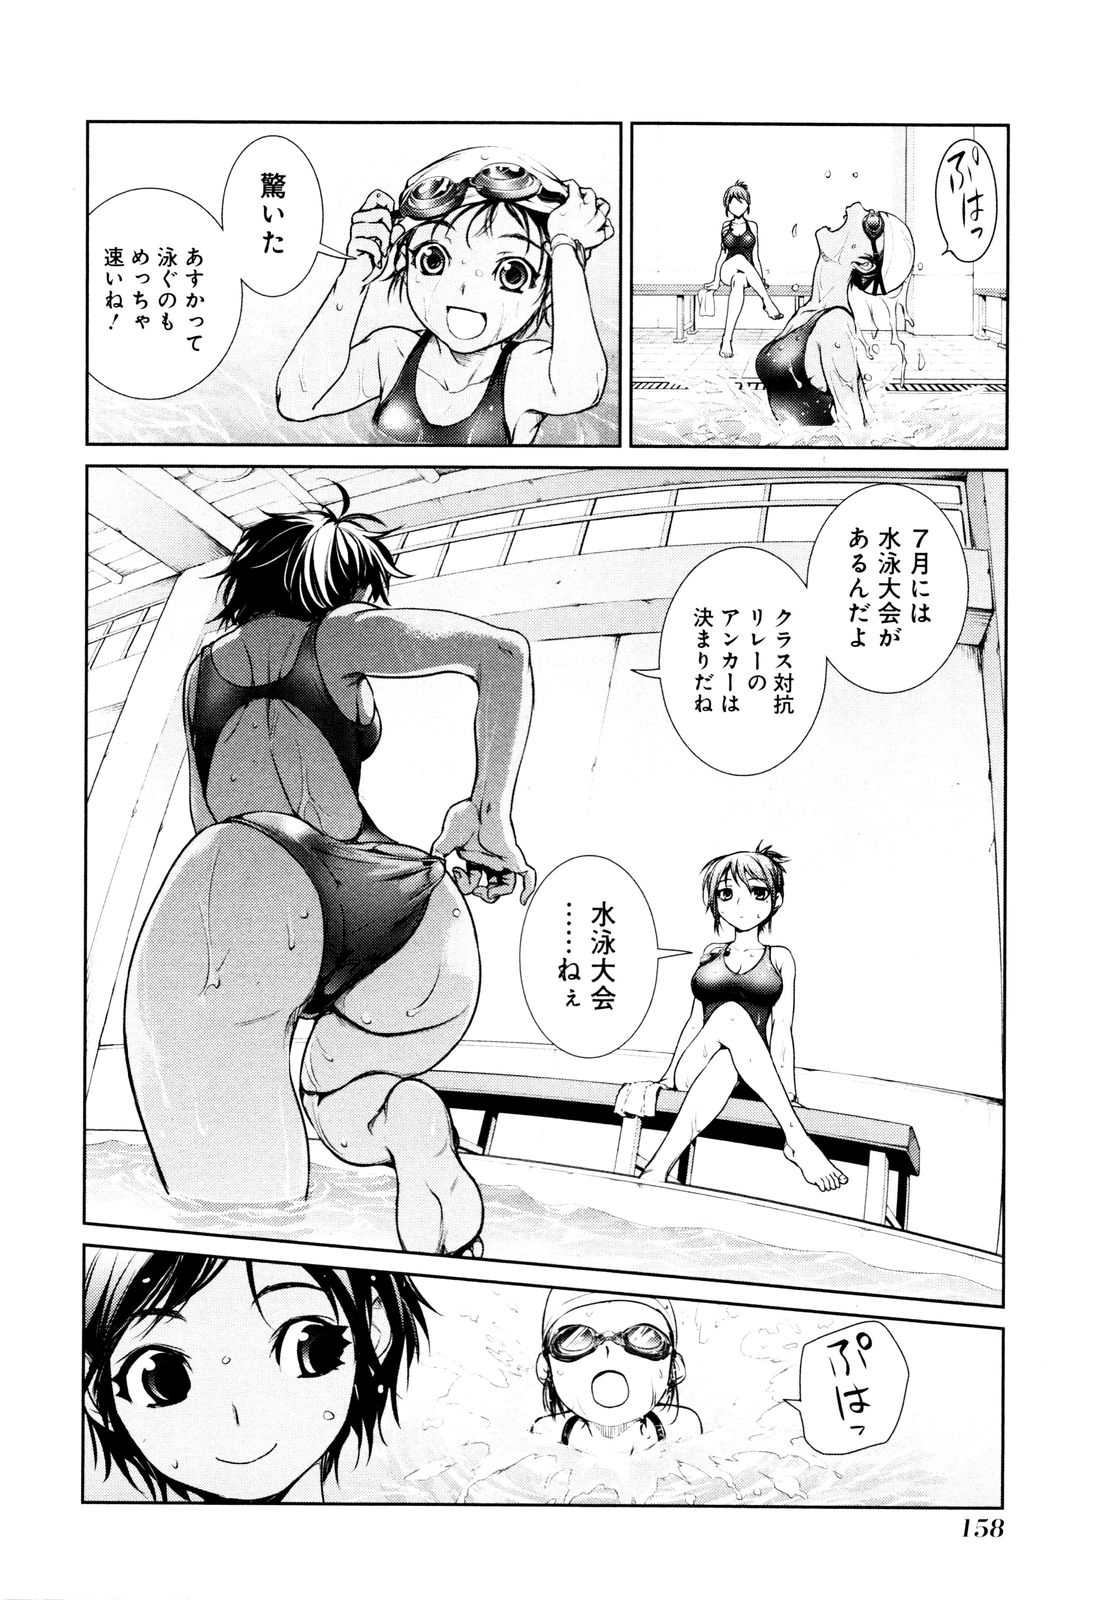 ぷはっ
驚いた
あすかって
泳ぐのも
めっちゃ
速いね!
7月には
水泳大会が
あるんだよ
クラス対抗
リレーの
アンカーは
決まりだね
水泳大会
……ねぇ
ぷはっ
158